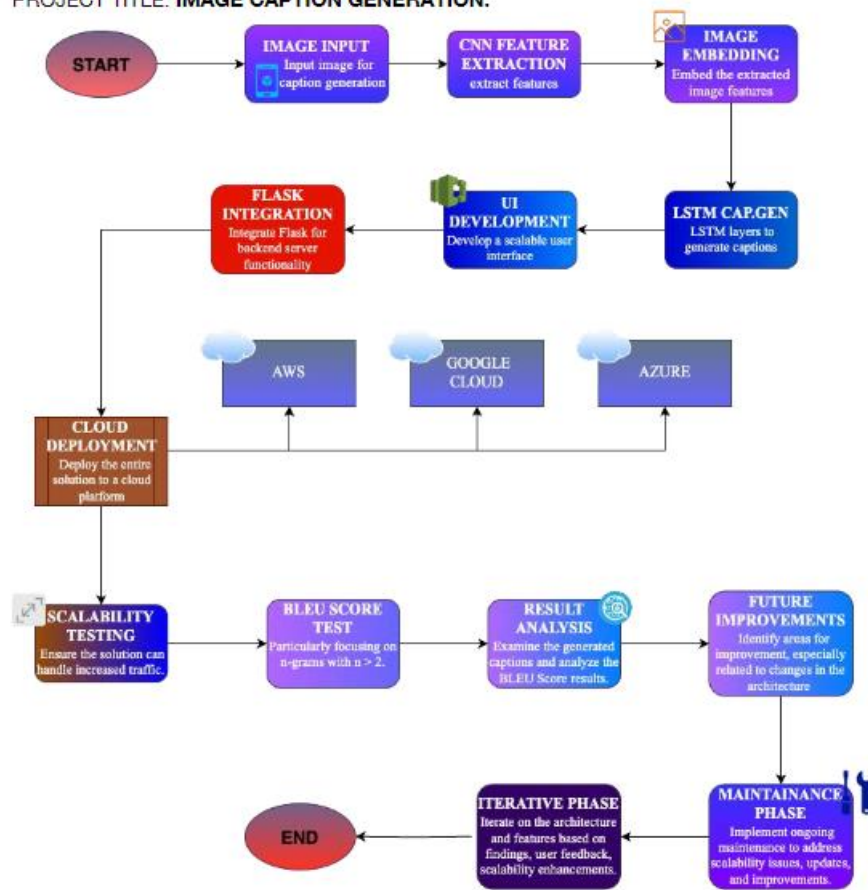 PROJECT TITLE: IMAGE CAPTION GENERATION.
START
IMAGE INPUT
Input image for
caption generation
CNN FEATURE
EXTRACTION
extract features
IMAGE
EMBEDDING
Embed the extracted
image features
LSTM CAP.GEN
LSTM layers to
generate captions
UI
DEVELOPMENT
Develop a scalable user
interface
FLASK
INTEGRATION
Integrate Flask for
backend server
functionality
AWS
GOOGLE
CLOUD
AZURE
CLOUD
DEPLOYMENT
Deploy the entire
solution to a cloud
platform
SCALABILITY
TESTING
Ensure the solution can
handle increased traffic.
BLEU SCORE
TEST
Particularly focusing on
n-grams with n > 2.
RESULT
ANALYSIS
Examine the generated
captions and analyze the
BLEU Score results.
FUTURE
IMPROVEMENTS
Identify areas for
improvement, especially
related to changes in the
architecture
MAINTAINANCE
PHASE
Implement ongoing
maintenance to address
scalability issues, updates,
and improvements.
ITERATIVE PHASE
Iterate on the architecture
and features based on
findings, user feedback,
scalability enhancements.
END